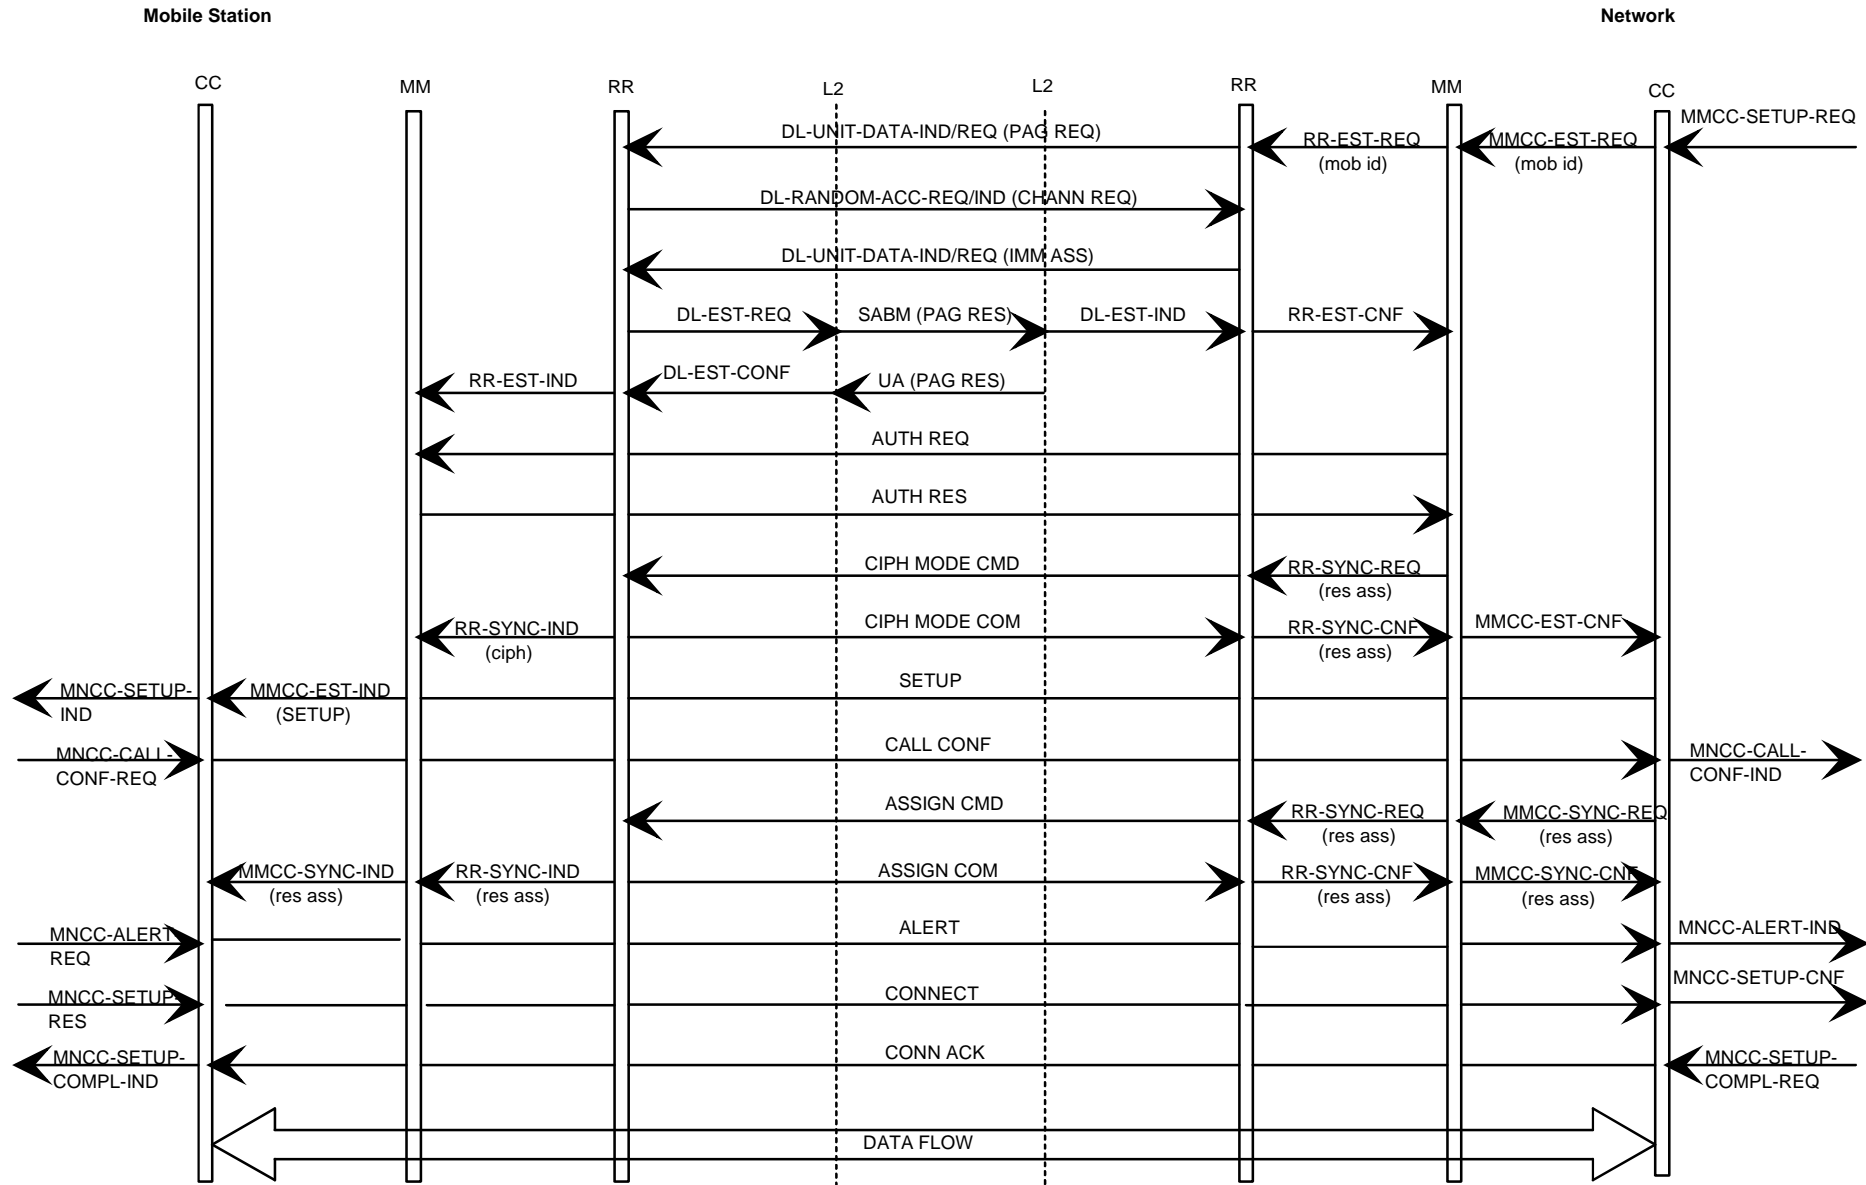 Mobile Station
Network
CC
MM
RR
L2
L2
RR
MM
CC
DL-UNIT-DATA-IND/REQ (PAG REQ)
RR-EST-REQ
(mob id)
MMCC-EST-REQ
(mob id)
MMCC-SETUP-REQ
DL-RANDOM-ACC-REQ/IND (CHANN REQ)
DL-UNIT-DATA-IND/REQ (IMM ASS)
DL-EST-REQ
SABM (PAG RES)
DL-EST-IND
RR-EST-CNF
RR-EST-IND
DL-EST-CONF
UA (PAG RES)
AUTH REQ
AUTH RES
CIPH MODE CMD
RR-SYNC-REQ
(res ass)
RR-SYNC-IND
(ciph)
CIPH MODE COM
RR-SYNC-CNF
(res ass)
MMCC-EST-CNF
MNCC-SETUP-
IND
MMCC-EST-IND
(SETUP)
SETUP
MNCC-CALL-
CONF-REQ
CALL CONF
MNCC-CALL-
CONF-IND
ASSIGN CMD
RR-SYNC-REQ
(res ass)
MMCC-SYNC-REQ
(res ass)
MMCC-SYNC-IND
(res ass)
RR-SYNC-IND
(res ass)
ASSIGN COM
RR-SYNC-CNF
(res ass)
MMCC-SYNC-CNF
(res ass)
MNCC-ALERT-
REQ
ALERT
MNCC-ALERT-IND
MNCC-SETUP-
RES
CONNECT
MNCC-SETUP-CNF
MNCC-SETUP-
COMPL-IND
CONN ACK
MNCC-SETUP-
COMPL-REQ
DATA FLOW